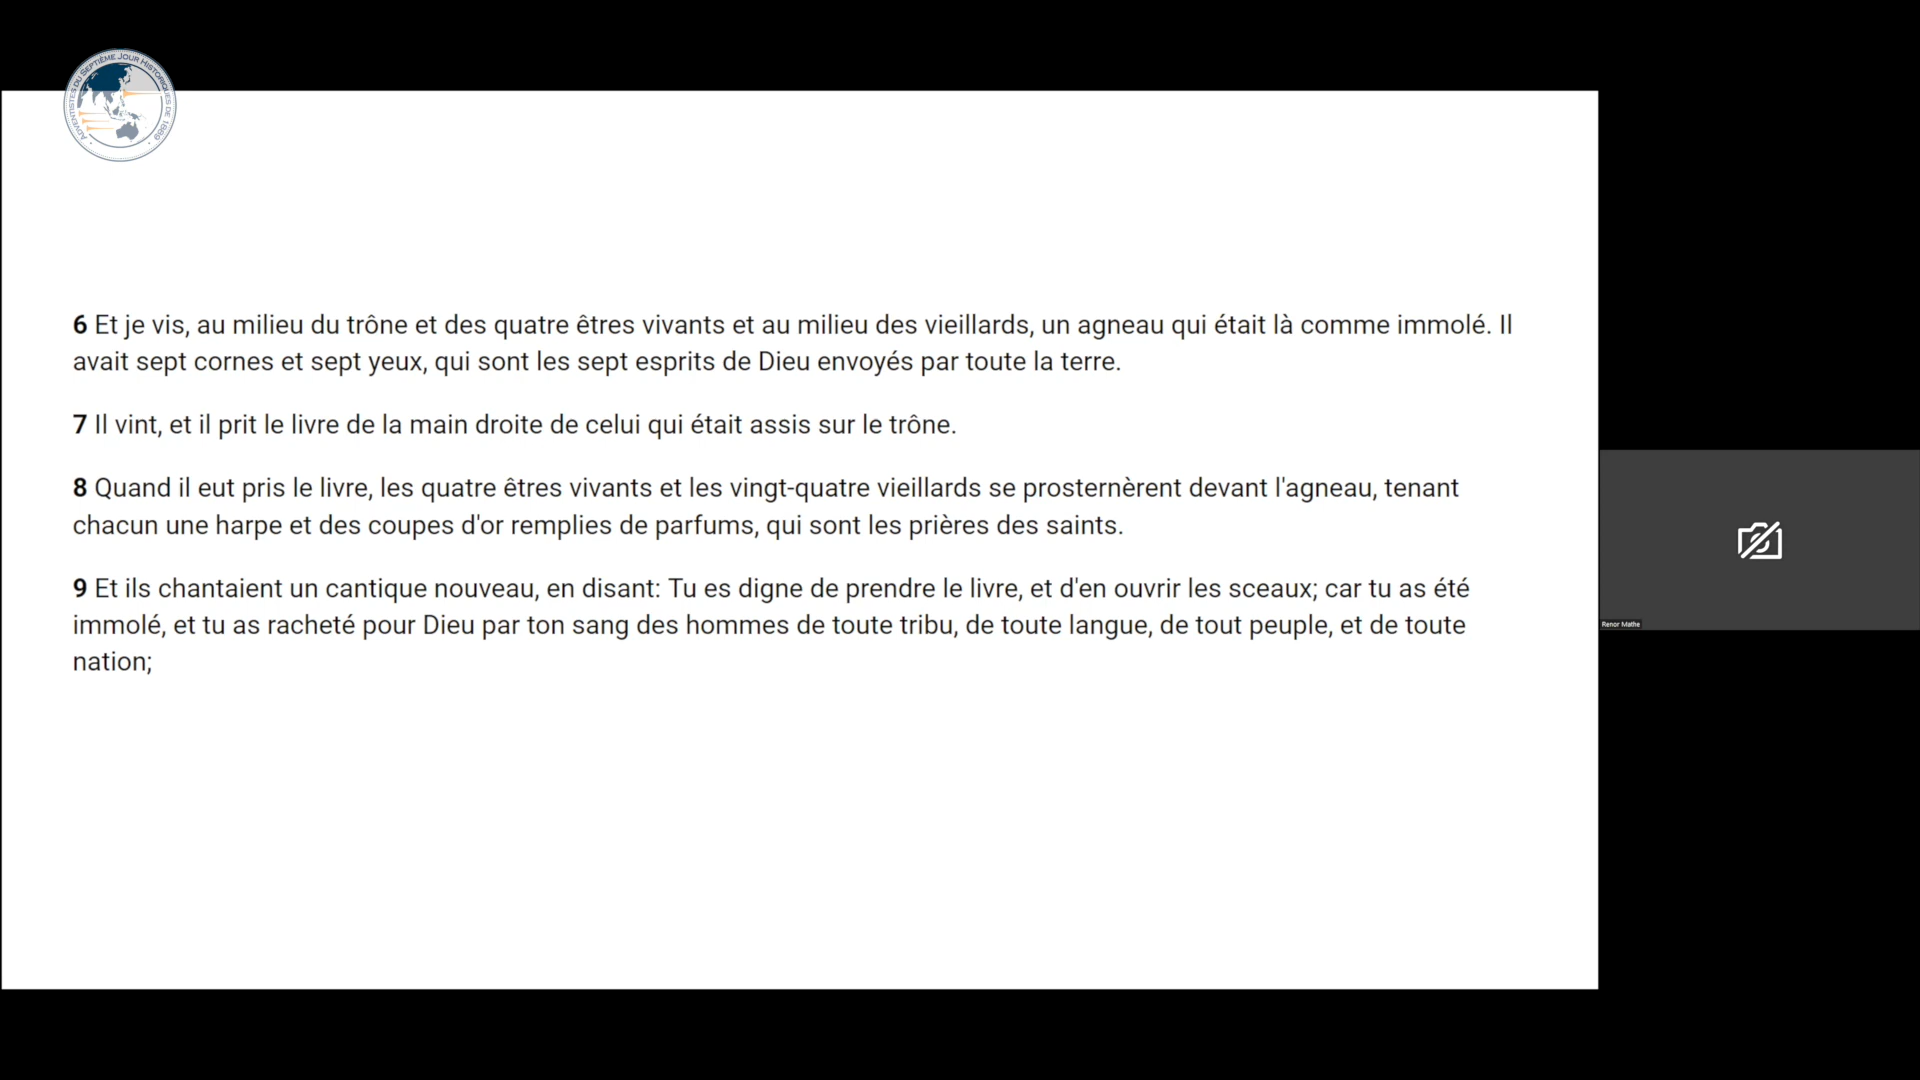 ADVENTISTES DU SEPTIÈME JOUR HISTORIQUES DE 1889
6 Et je vis, au milieu du trône et des quatre êtres vivants et au milieu des vieillards, un agneau qui était là comme immolé. Il
avait sept cornes et sept yeux, qui sont les sept esprits de Dieu envoyés par toute la terre.
7 Il vint, et il prit le livre de la main droite de celui qui était assis sur le trône.
8 Quand il eut pris le livre, les quatre êtres vivants et les vingt-quatre vieillards se prosternèrent devant l'agneau, tenant
chacun une harpe et des coupes d'or remplies de parfums, qui sont les prières des saints.
9 Et ils chantaient un cantique nouveau, en disant: Tu es digne de prendre le livre, et d'en ouvrir les sceaux; car tu as été
immolé, et tu as racheté pour Dieu par ton sang des hommes de toute tribu, de toute langue, de tout peuple, et de toute
nation;
Renor Mathe